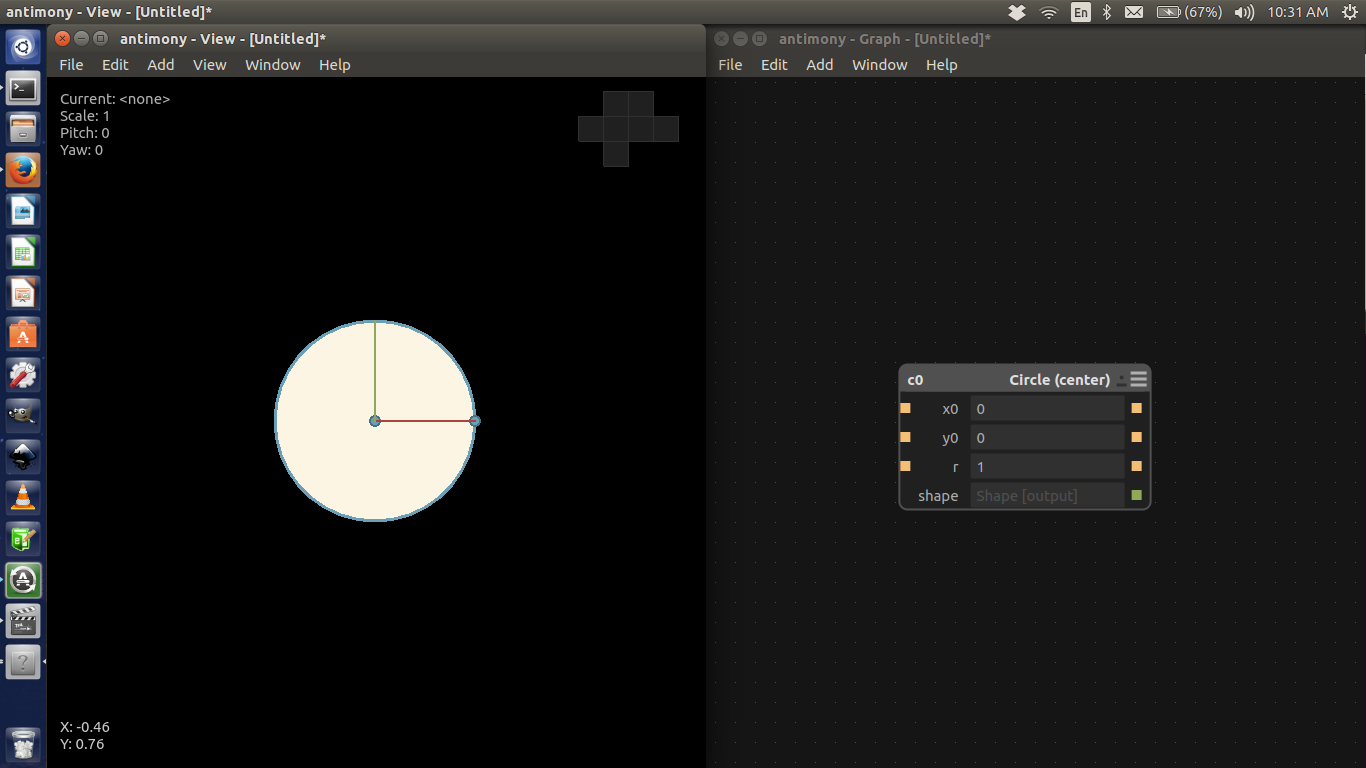 antimony - View - [Untitled]*
En
(67%)
10:31 AM
antimony - View - [Untitled]*
File Edit Add View Window Help
Current: <none>
Scale: 1
Pitch: 0
Yaw: 0
X: -0.46
Y: 0.76
antimony - Graph - [Untitled]*
File Edit Add Window Help
c0 Circle (center)
x0 0
y0 0
r 1
shape Shape [output]